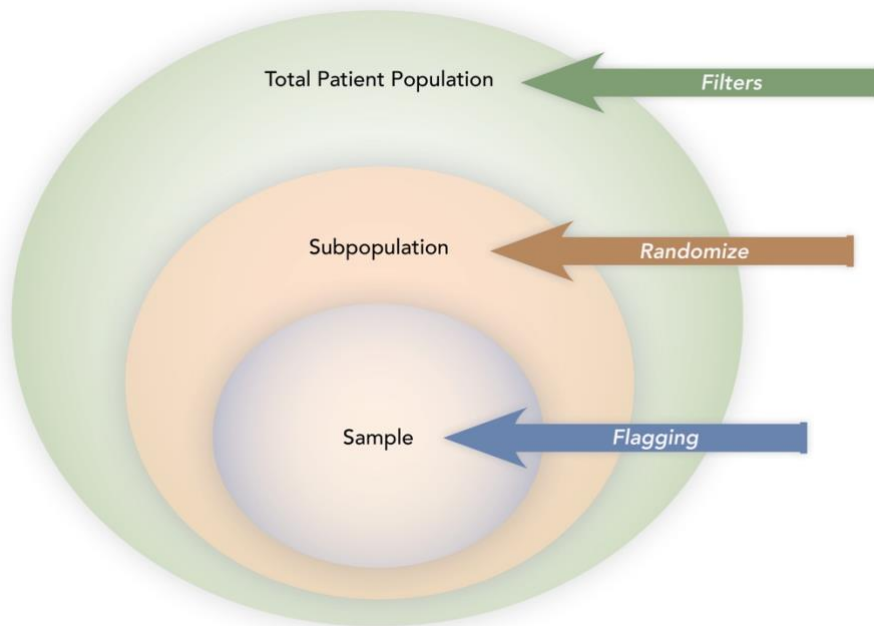 Total Patient Population
Filters
Subpopulation
Randomize
Sample
Flagging